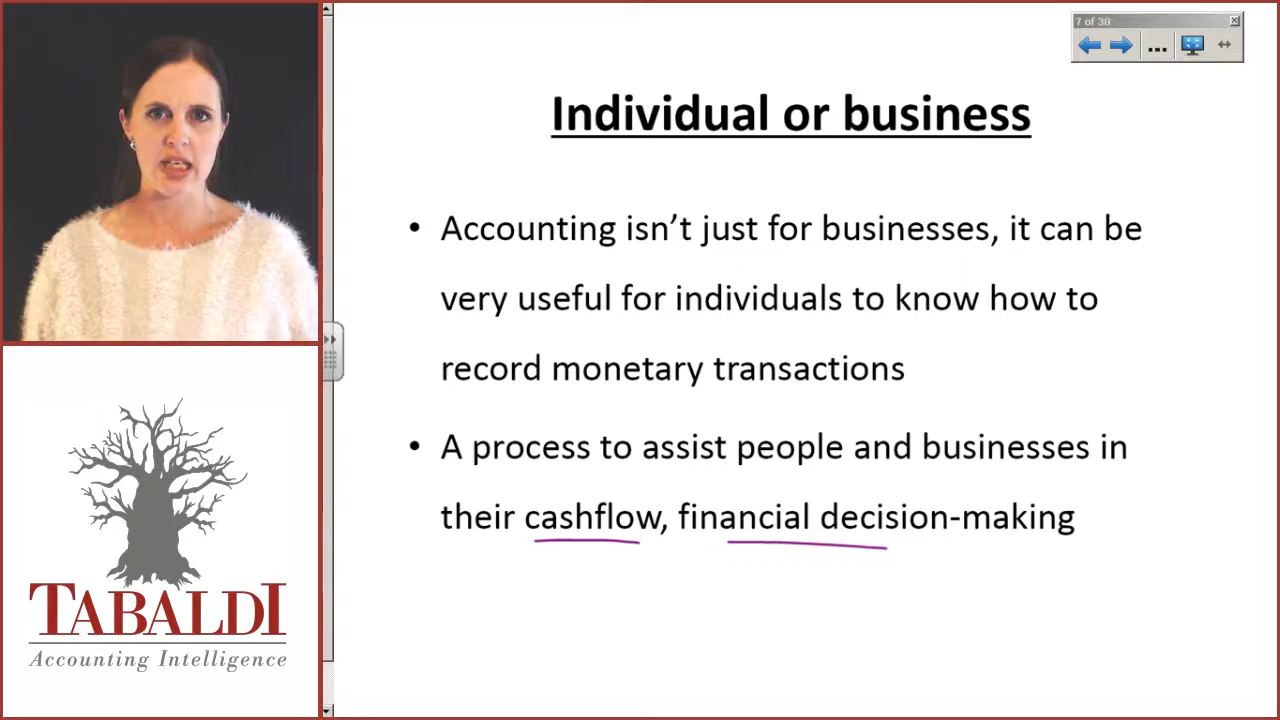 7 of 30
Individual or business
• Accounting isn’t just for businesses, it can be
very useful for individuals to know how to
record monetary transactions
• A process to assist people and businesses in
their cashflow, financial decision-making
TABALDI
Accounting Intelligence